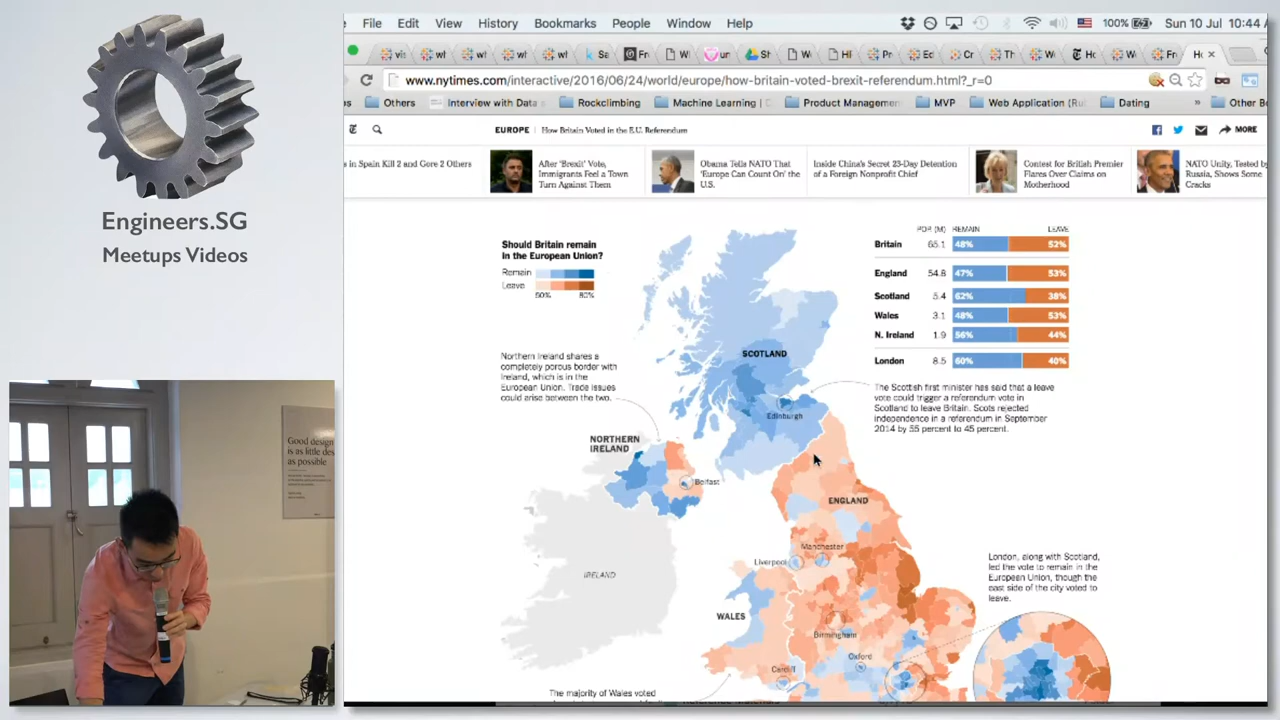 Engineers.SG
Meetups Videos
Good design
is as little design
as possible
File Edit View History Bookmarks People Window Help
100% Sun 10 Jul 10:44
www.nytimes.com/interactive/2016/06/24/world/europe/how-britain-voted-brexit-referendum.html?_r=0
Others Interview with Data Rockclimbing Machine Learning | Product Managemen MVP Web Application (Ru Dating » Other Bo
EUROPE How Britain Voted in the E.U. Referendum MORE
s in Spain Kill 2 and Gore 2 Others
After ‘Brexit’ Vote,
Immigrants Feel a Town
Turn Against Them
Obama Tells NATO That
‘Europe Can Count On’ the
U.S.
Inside China’s Secret 23-Day Detention
of a Foreign Nonprofit Chief
Contest for British Premier
Flares Over Claims on
Motherhood
NATO Unity, Tested by
Russia, Shows Some
Cracks
Should Britain remain
in the European Union?
Remain
Leave
50% 80%
POP. (M) REMAIN LEAVE
Britain 65.1 48% 52%
England 54.8 47% 53%
Scotland 5.4 62% 38%
Wales 3.1 48% 53%
N. Ireland 1.9 56% 44%
London 8.5 60% 40%
Northern Ireland shares a
completely porous border with
Ireland, which is in the
European Union. Trade issues
could arise between the two.
The Scottish first minister has said that a leave
vote could trigger a referendum vote in
Scotland to leave Britain. Scots rejected
independence in a referendum in September
2014 by 55 percent to 45 percent.
SCOTLAND
Edinburgh
NORTHERN
IRELAND
Belfast
ENGLAND
Manchester
Liverpool
IRELAND
WALES
Birmingham
Oxford
Cardiff
London, along with Scotland,
led the vote to remain in the
European Union, though the
east side of the city voted to
leave.
The majority of Wales voted